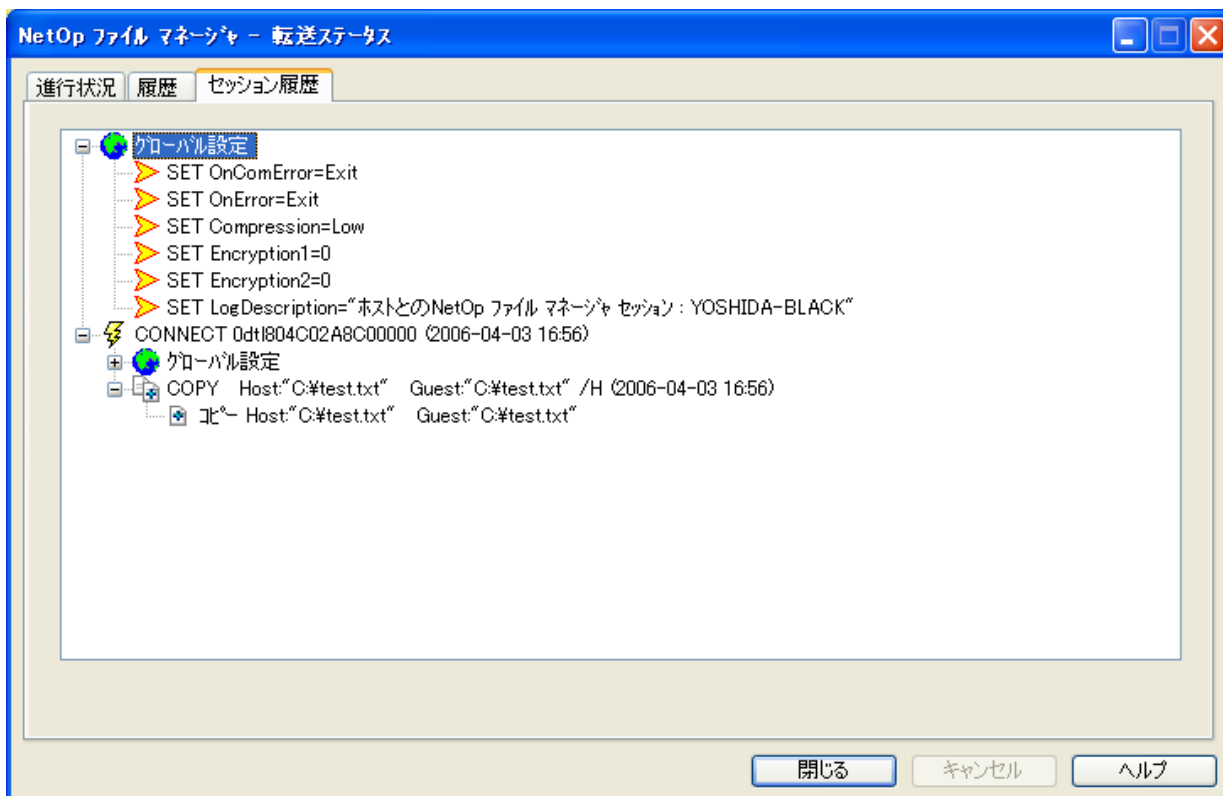 NetOp ﾌｧｲﾙ ﾏﾈｰｼﾞｬ - 転送ｽﾃｰﾀｽ
進行状況 履歴 ｾｯｼｮﾝ履歴
ｸﾞﾛｰﾊﾞﾙ設定
SET OnComError=Exit
SET OnError=Exit
SET Compression=Low
SET Encryption1=0
SET Encryption2=0
SET LogDescription="ﾎｽﾄとのNetOp ﾌｧｲﾙ ﾏﾈｰｼﾞｬ ｾｯｼｮﾝ : YOSHIDA-BLACK"
CONNECT 0dtl804C02A8C00000 (2006-04-03 16:56)
ｸﾞﾛｰﾊﾞﾙ設定
COPY Host:"C:¥test.txt" Guest:"C:¥test.txt" /H (2006-04-03 16:56)
ｺﾋﾟｰ Host:"C:¥test.txt" Guest:"C:¥test.txt"
閉じる キャンセル ヘルプ